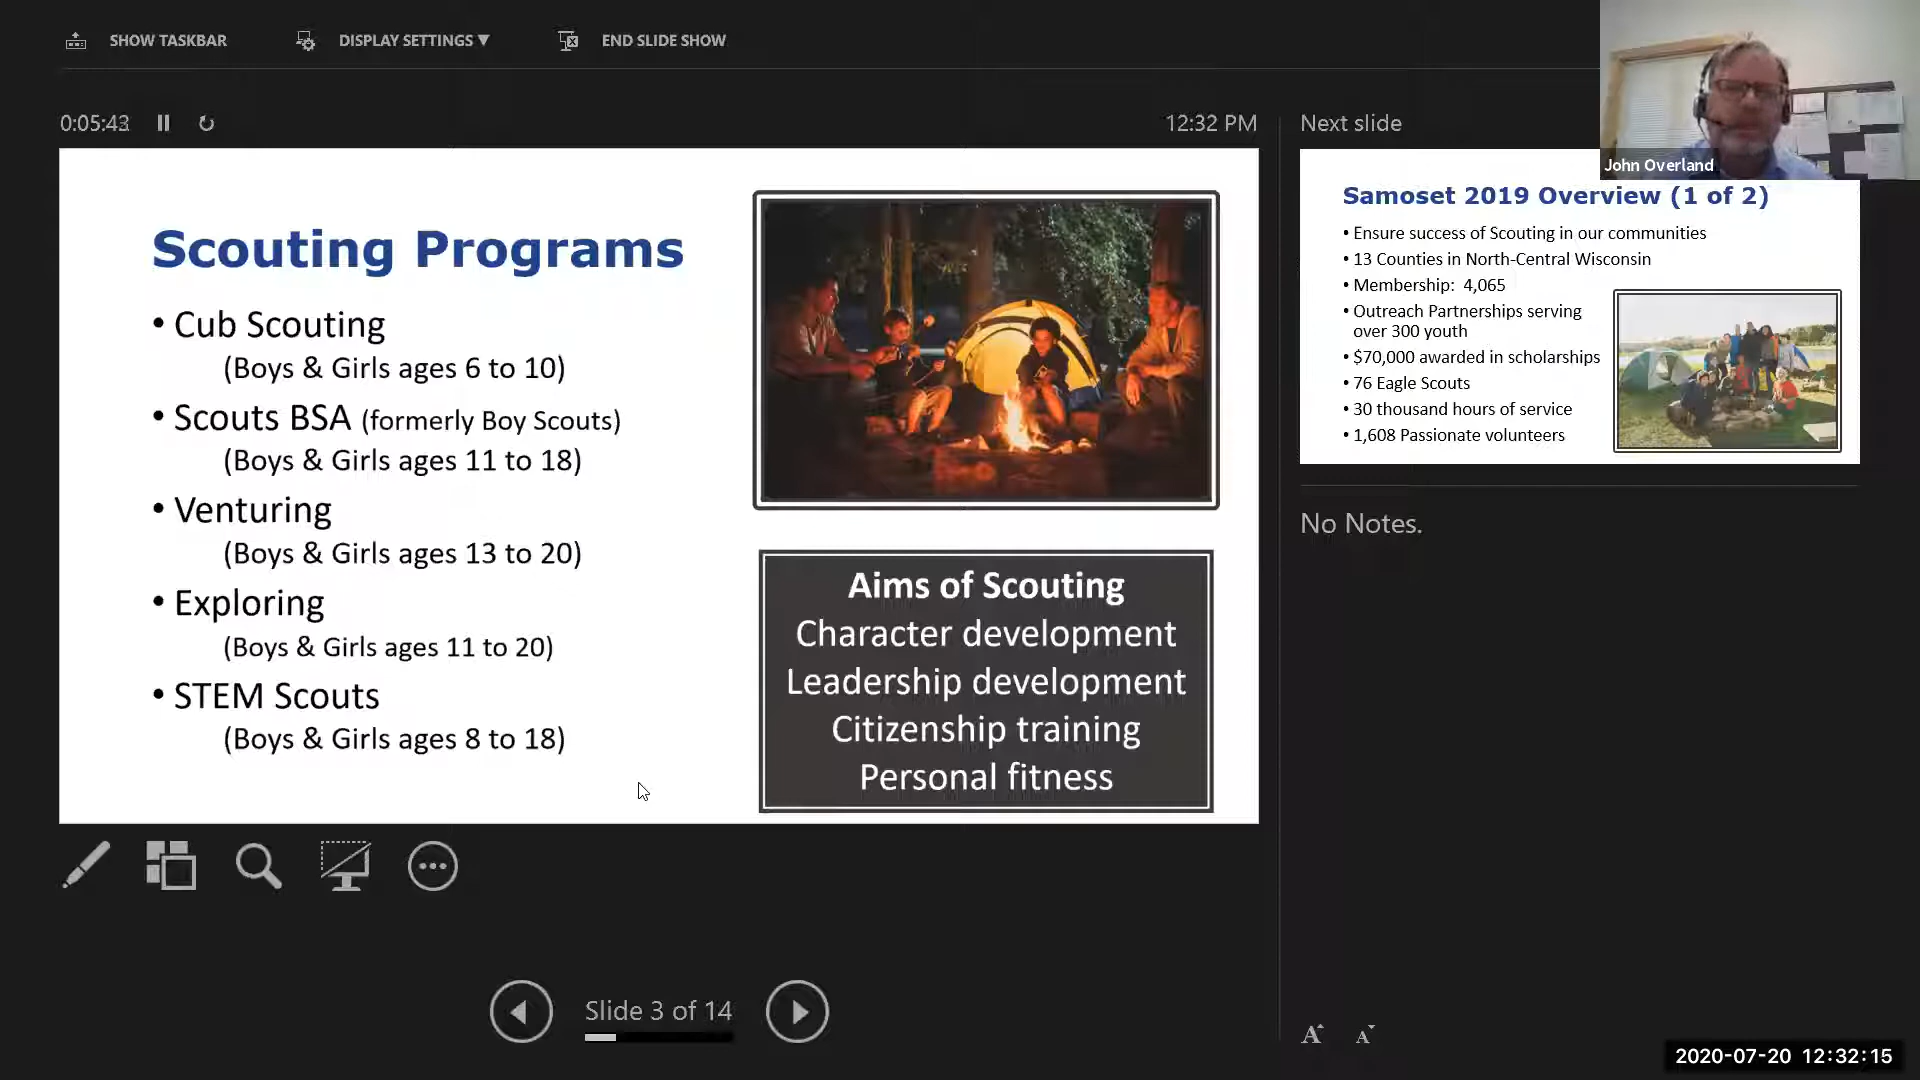 SHOW TASKBAR
DISPLAY SETTINGS ▼
END SLIDE SHOW
0:05:43
12:32 PM
Scouting Programs
• Cub Scouting
(Boys & Girls ages 6 to 10)
• Scouts BSA (formerly Boy Scouts)
(Boys & Girls ages 11 to 18)
• Venturing
(Boys & Girls ages 13 to 20)
• Exploring
(Boys & Girls ages 11 to 20)
• STEM Scouts
(Boys & Girls ages 8 to 18)
Aims of Scouting
Character development
Leadership development
Citizenship training
Personal fitness
Slide 3 of 14
Next slide
John Overland
Samoset 2019 Overview (1 of 2)
• Ensure success of Scouting in our communities
• 13 Counties in North-Central Wisconsin
• Membership: 4,065
• Outreach Partnerships serving
over 300 youth
• $70,000 awarded in scholarships
• 76 Eagle Scouts
• 30 thousand hours of service
• 1,608 Passionate volunteers
No Notes.
A A
2020-07-20 12:32:15